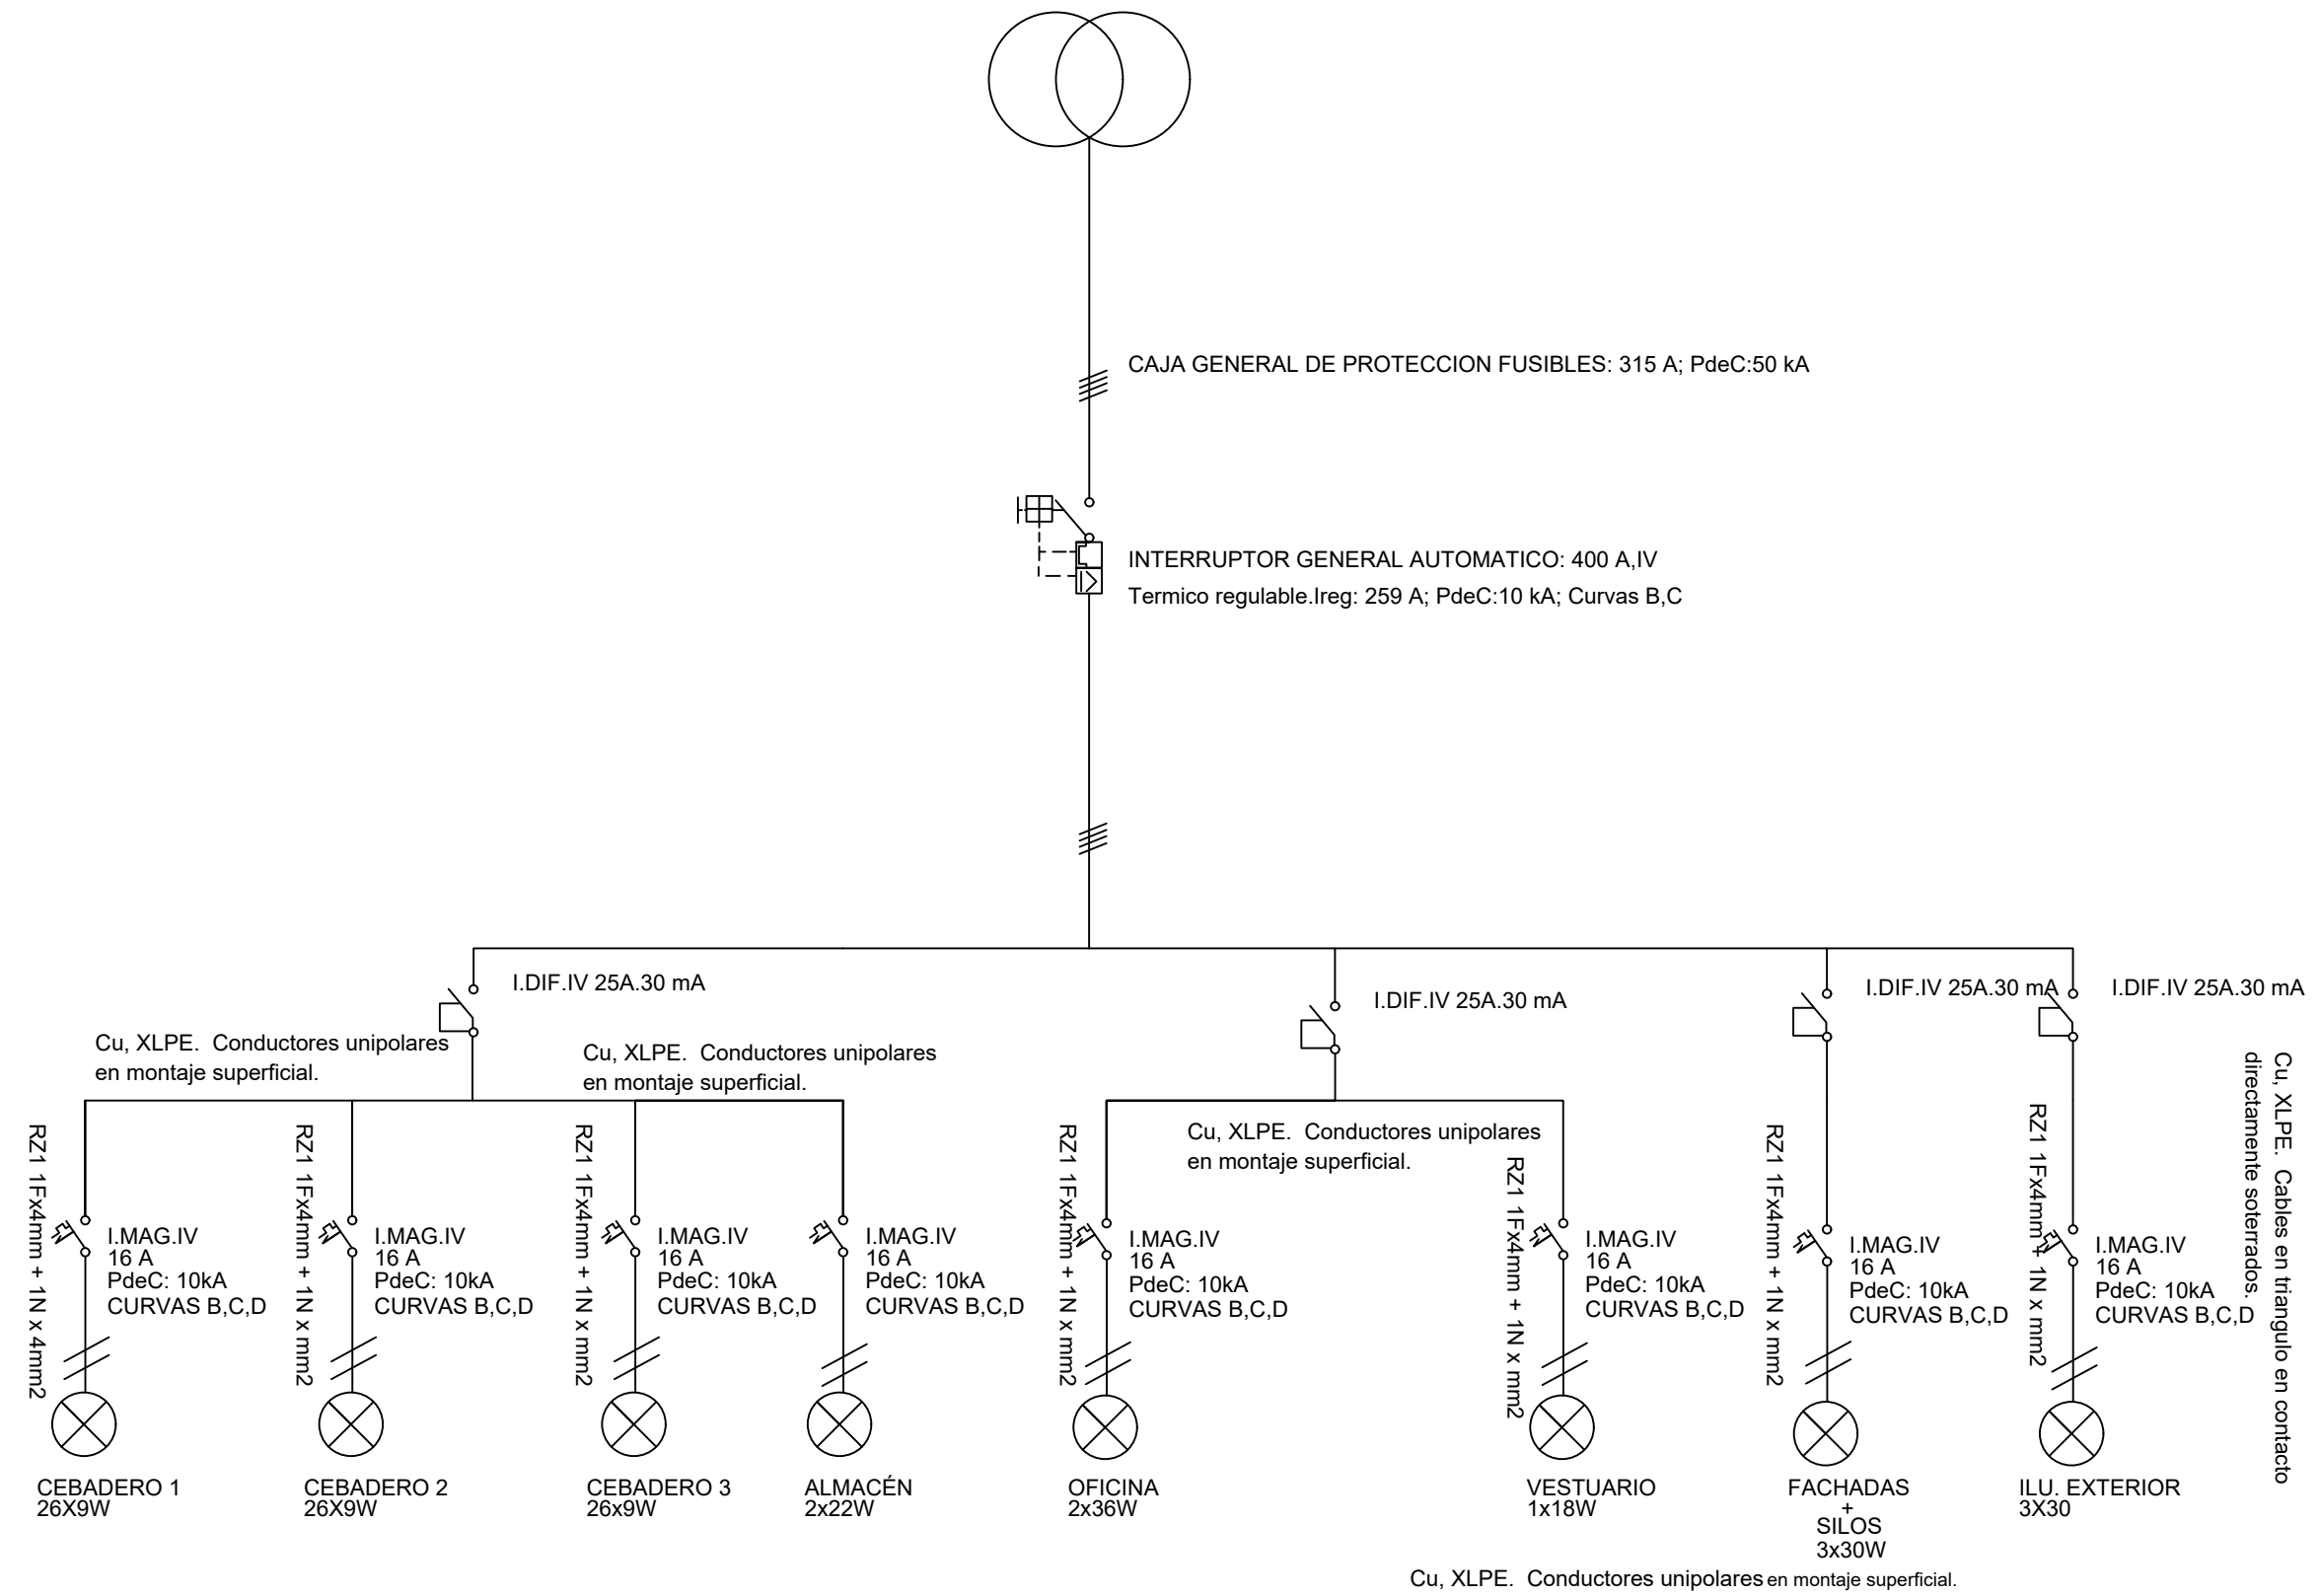 CAJA GENERAL DE PROTECCION FUSIBLES: 315 A; PdeC:50 kA
INTERRUPTOR GENERAL AUTOMATICO: 400 A,IV
Termico regulable.Ireg: 259 A; PdeC:10 kA; Curvas B,C
I.DIF.IV 25A.30 mA
I.DIF.IV 25A.30 mA
I.DIF.IV 25A.30 mA
I.DIF.IV 25A.30 mA
Cu, XLPE.  Conductores unipolares
en montaje superficial.
Cu, XLPE.  Conductores unipolares
en montaje superficial.
Cu, XLPE.  Conductores unipolares
en montaje superficial.
Cu, XLPE.  Cables en triangulo en contacto
directamente soterrados.
RZ1 1Fx4mm + 1N x 4mm2
I.MAG.IV
16 A
PdeC: 10kA
CURVAS B,C,D
RZ1 1Fx4mm + 1N x mm2
I.MAG.IV
16 A
PdeC: 10kA
CURVAS B,C,D
RZ1 1Fx4mm + 1N x mm2
I.MAG.IV
16 A
PdeC: 10kA
CURVAS B,C,D
I.MAG.IV
16 A
PdeC: 10kA
CURVAS B,C,D
RZ1 1Fx4mm + 1N x mm2
I.MAG.IV
16 A
PdeC: 10kA
CURVAS B,C,D
RZ1 1Fx4mm + 1N x mm2
I.MAG.IV
16 A
PdeC: 10kA
CURVAS B,C,D
RZ1 1Fx4mm + 1N x mm2
I.MAG.IV
16 A
PdeC: 10kA
CURVAS B,C,D
RZ1 1Fx4mm + 1N x mm2
I.MAG.IV
16 A
PdeC: 10kA
CURVAS B,C,D
CEBADERO 1
26X9W
CEBADERO 2
26X9W
CEBADERO 3
26x9W
ALMACÉN
2x22W
OFICINA
2x36W
VESTUARIO
1x18W
FACHADAS
+
SILOS
3x30W
ILU. EXTERIOR
3X30
Cu, XLPE.  Conductores unipolares en montaje superficial.